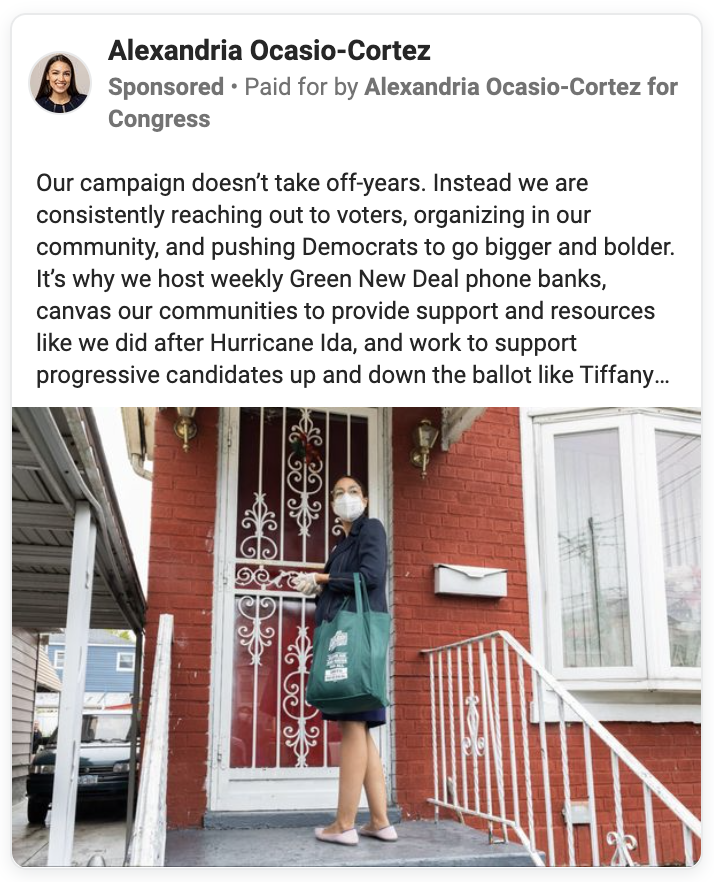 Alexandria Ocasio-Cortez
Sponsored • Paid for by Alexandria Ocasio-Cortez for
Congress
Our campaign doesn’t take off-years. Instead we are
consistently reaching out to voters, organizing in our
community, and pushing Democrats to go bigger and bolder.
It’s why we host weekly Green New Deal phone banks,
canvas our communities to provide support and resources
like we did after Hurricane Ida, and work to support
progressive candidates up and down the ballot like Tiffany…